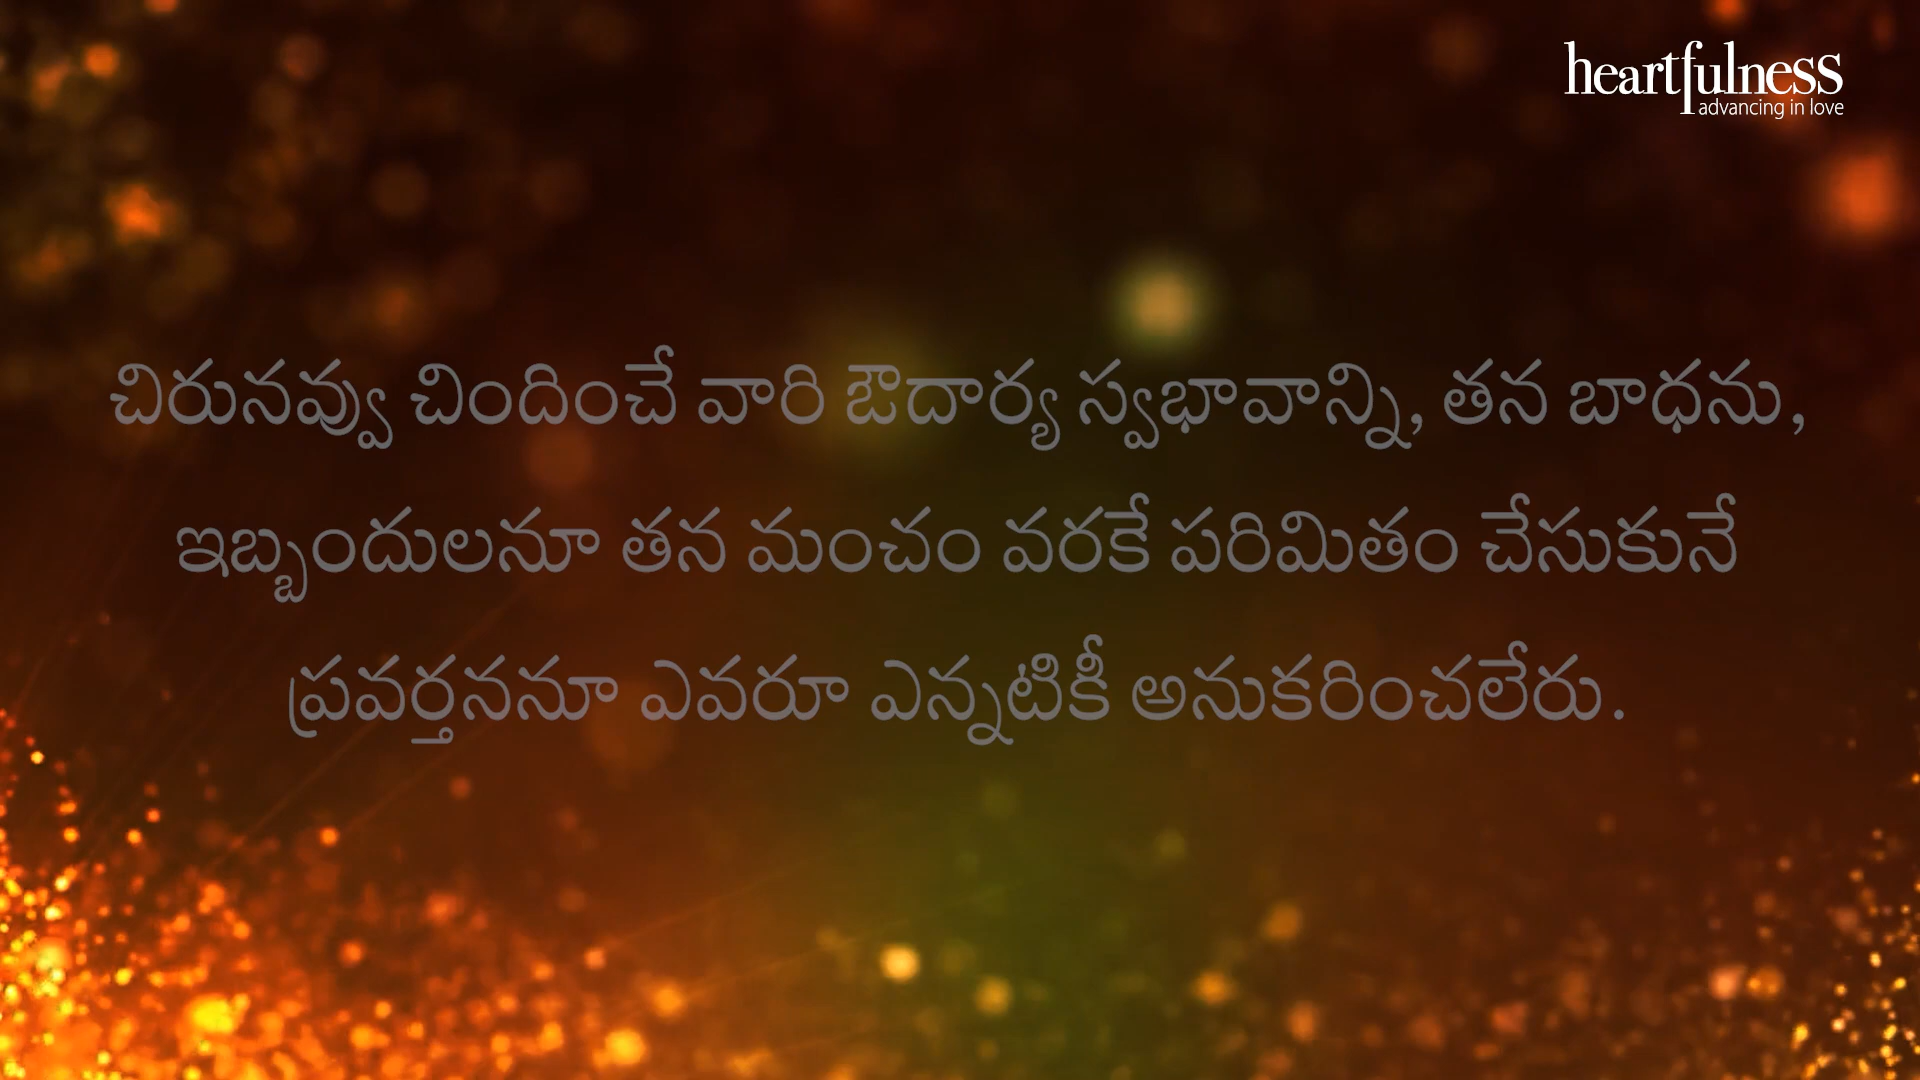 heartfulness
advancing in love
చిరునవ్వు చిందించే వారి ఔదార్య స్వభావాన్ని, తన బాధను,
ఇబ్బందులనూ తన మంచం వరకే పరిమితం చేసుకునే
ప్రవర్తననూ ఎవరూ ఎన్నటికీ అనుకరించలేరు.